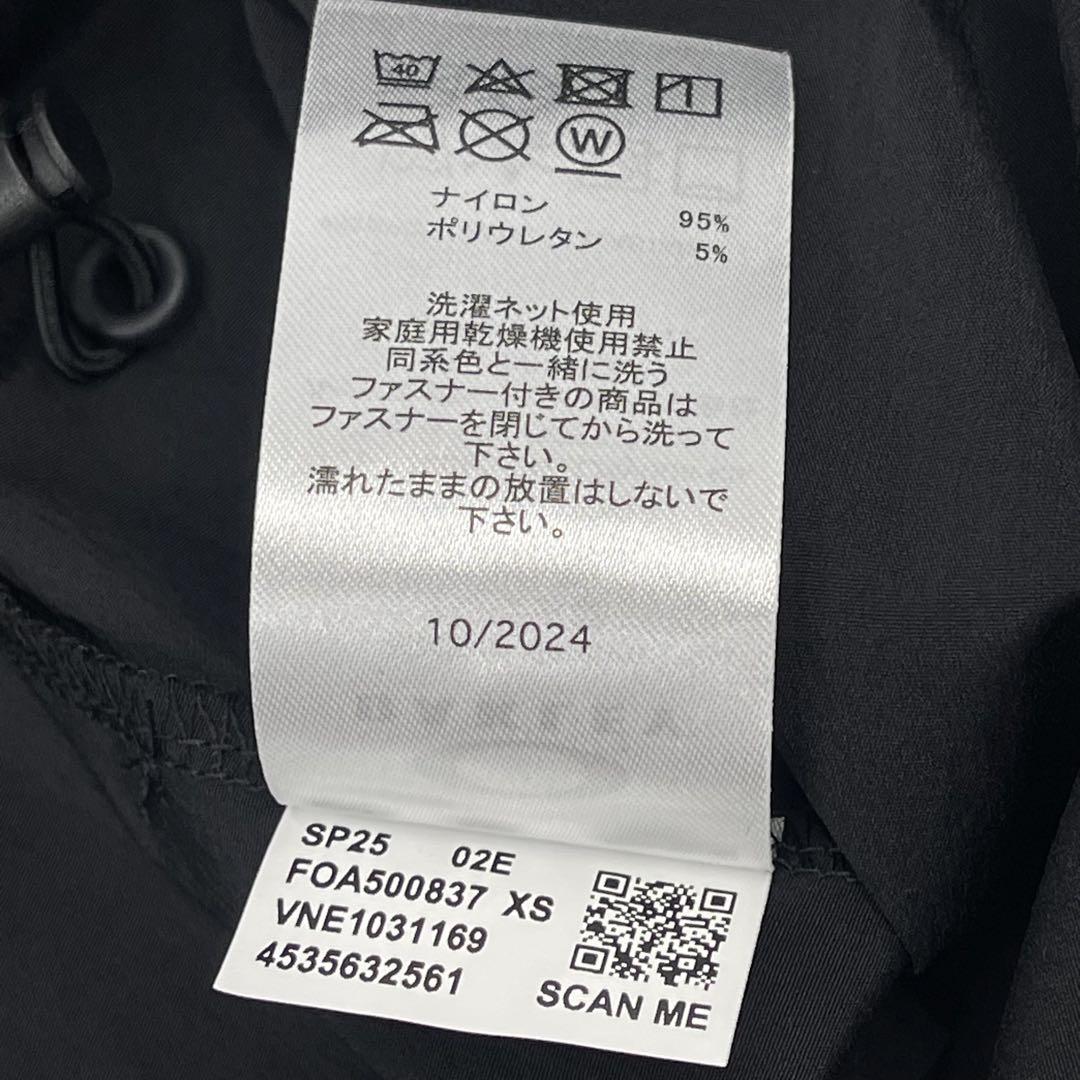 40
W
ナイロン 95%
ポリウレタン 5%
洗濯ネット使用
家庭用乾燥機使用禁止
同系色と一緒に洗う
ファスナー付きの商品は
ファスナーを閉じてから洗って
下さい。
濡れたままの放置はしないで
下さい。
10/2024
SP25 02E
FOA500837 XS
VNE1031169
4535632561
SCAN ME